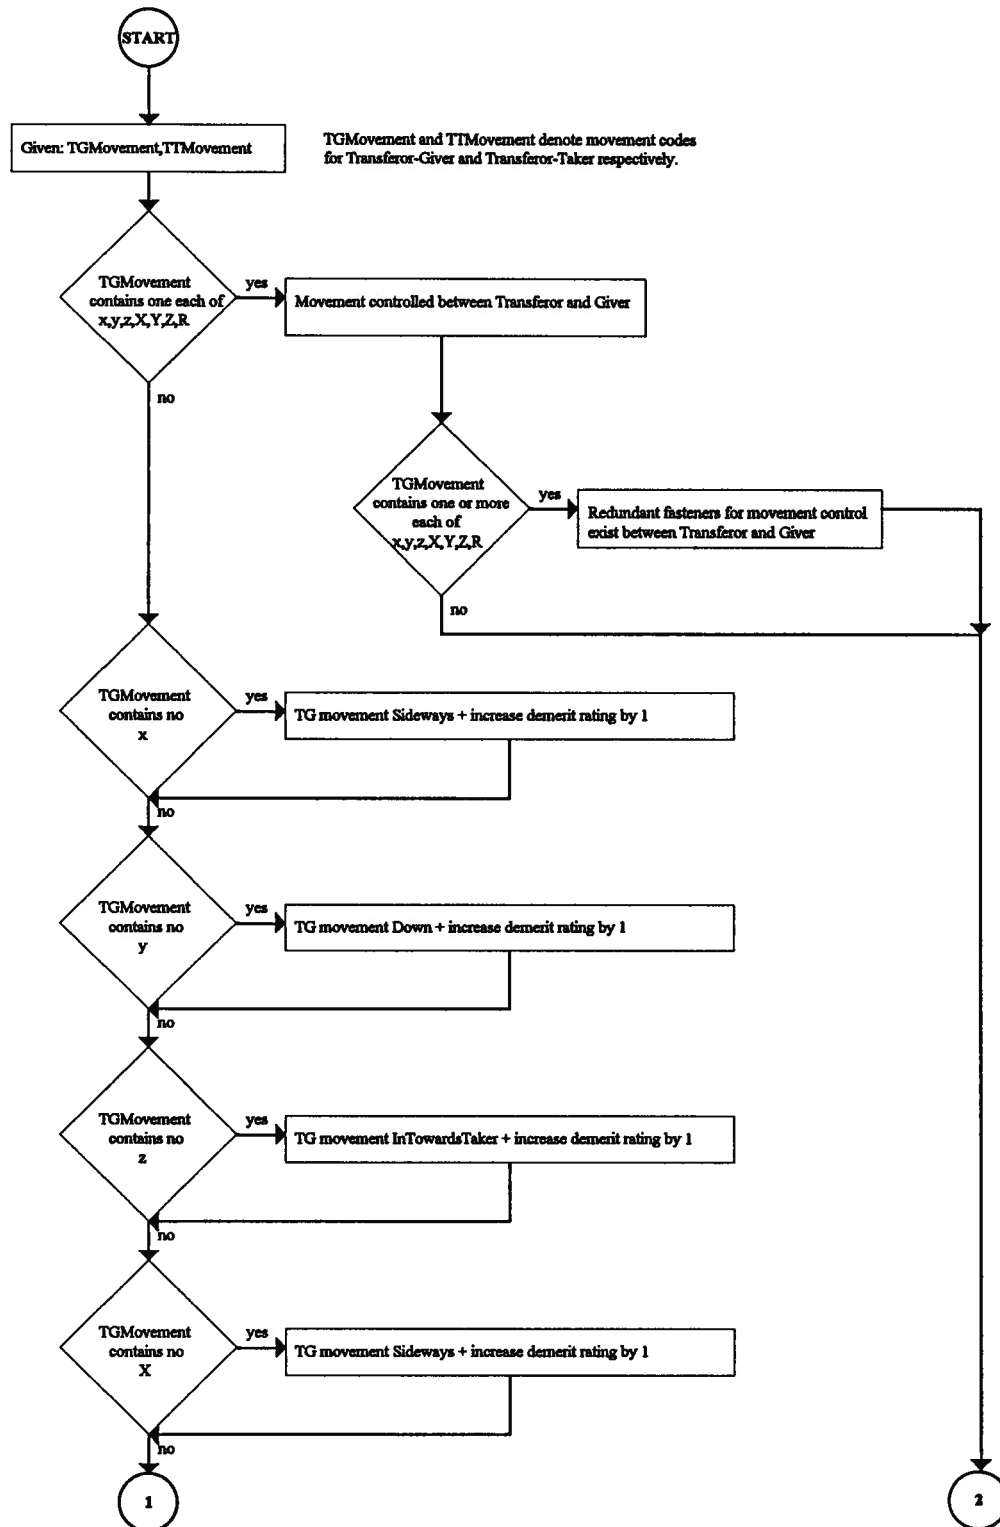 START
Given: TGMovement,TTMovement
TGMovement and TTMovement denote movement codes
for Transferor-Giver and Transferor-Taker respectively.
TGMovement
contains one each of
x,y,z,X,Y,Z,R
yes
Movement controlled between Transferor and Giver
no
TGMovement
contains one or more
each of
x,y,z,X,Y,Z,R
yes
Redundant fasteners for movement control
exist between Transferor and Giver
no
TGMovement
contains no
x
yes
TG movement Sideways + increase demerit rating by 1
no
TGMovement
contains no
y
yes
TG movement Down + increase demerit rating by 1
no
TGMovement
contains no
z
yes
TG movement InTowardsTaker + increase demerit rating by 1
no
TGMovement
contains no
X
yes
TG movement Sideways + increase demerit rating by 1
no
1
2